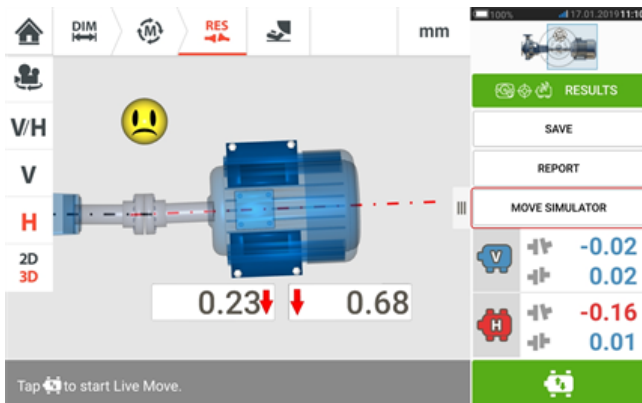 DIM
M
RES
mm
100% 17.01.2019 11:10
RESULTS
SAVE
REPORT
MOVE SIMULATOR
V/H
V
H
2D
3D
0.23 0.68
V -0.02
0.02
H -0.16
0.01
Tap to start Live Move.